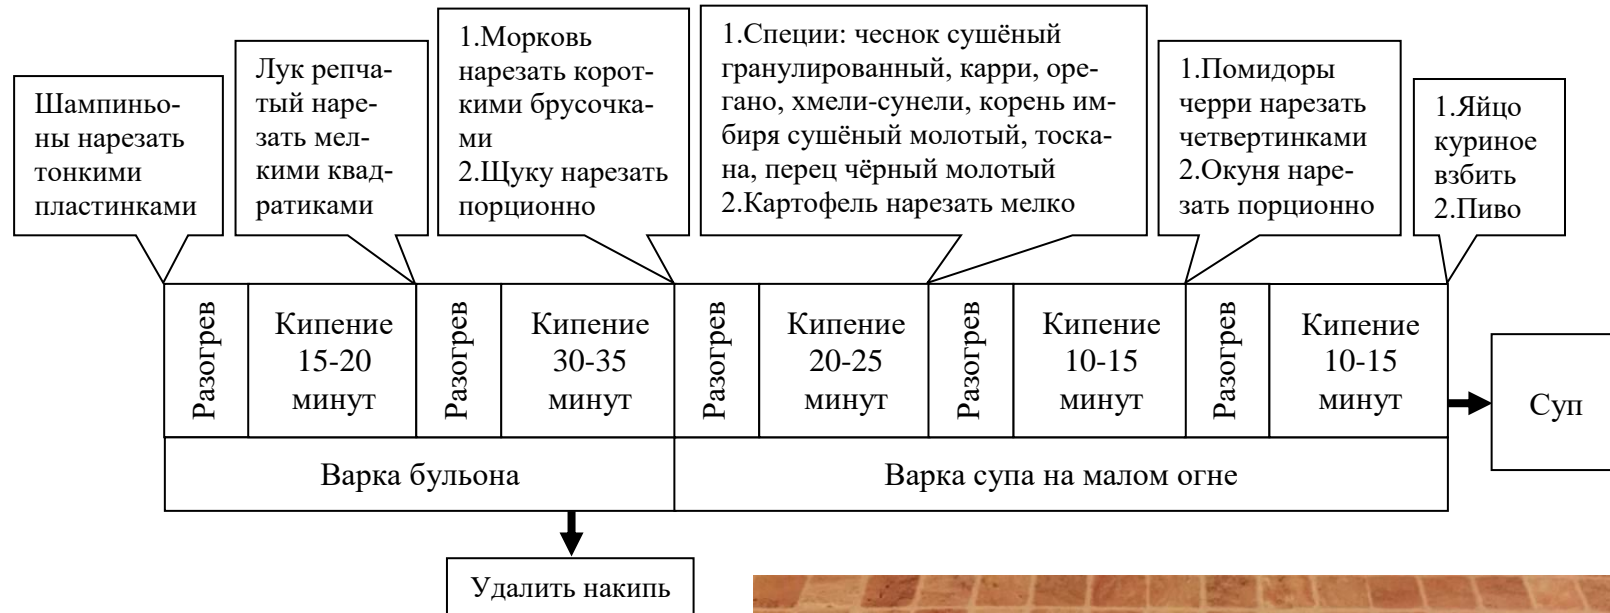 Шампиньо-
ны нарезать
тонкими
пластинками
Лук репча-
тый наре-
зать мел-
кими квад-
ратиками
1.Морковь
нарезать корот-
кими брусочка-
ми
2.Щуку нарезать
порционно
1.Специи: чеснок сушёный
гранулированный, карри, оре-
гано, хмели-сунели, корень им-
биря сушёный молотый, тоска-
на, перец чёрный молотый
2.Картофель нарезать мелко
1.Помидоры
черри нарезать
четвертинками
2.Окуня наре-
зать порционно
1.Яйцо
куриное
взбить
2.Пиво
Разогрев
Кипение
15-20
минут
Разогрев
Кипение
30-35
минут
Разогрев
Кипение
20-25
минут
Разогрев
Кипение
10-15
минут
Разогрев
Кипение
10-15
минут
Суп
Варка бульона
Варка супа на малом огне
Удалить накипь